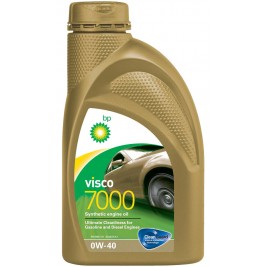 bp
visco
7000
Synthetic engine oil
Ultimate Cleanliness for
Gasoline and Diesel Engines
0W-40